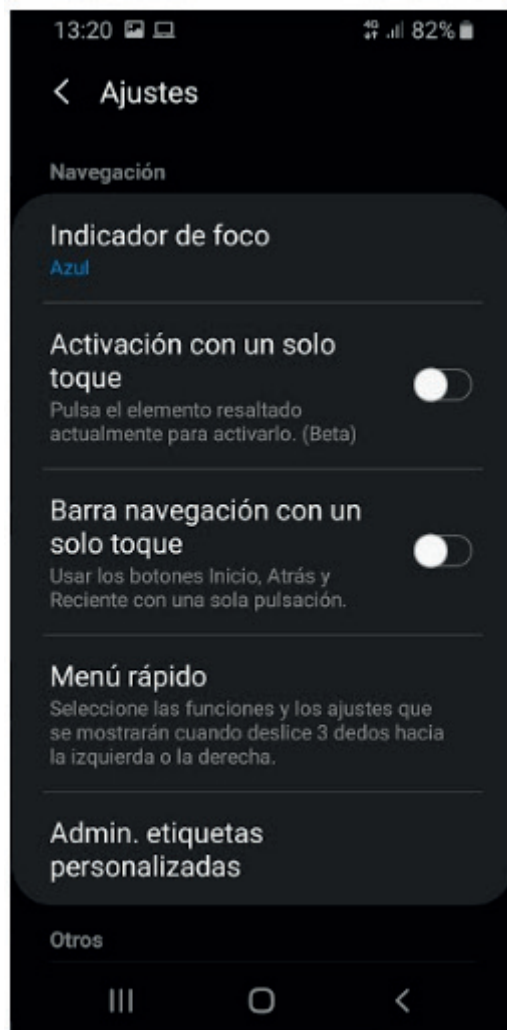 13:20
4G 82%
Ajustes
Navegación
Indicador de foco
Azul
Activación con un solo
toque
Pulsa el elemento resaltado
actualmente para activarlo. (Beta)
Barra navegación con un
solo toque
Usar los botones Inicio, Atrás y
Reciente con una sola pulsación.
Menú rápido
Seleccione las funciones y los ajustes que
se mostrarán cuando deslice 3 dedos hacia
la izquierda o la derecha.
Admin. etiquetas
personalizadas
Otros